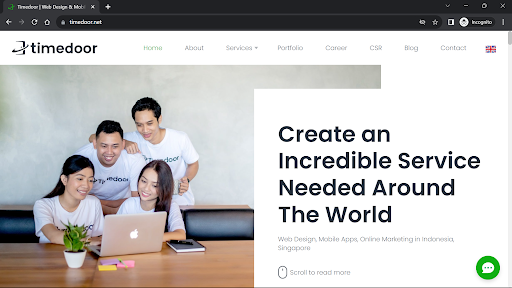 Timedoor | Web Design & Mobi
timedoor.net
Incognito
timedoor
Home
About
Services
Portfolio
Career
CSR
Blog
Contact
Timedoor
Create an
Incredible Service
Needed Around
The World
Web Design, Mobile Apps, Online Marketing in Indonesia,
Singapore
Scroll to read more